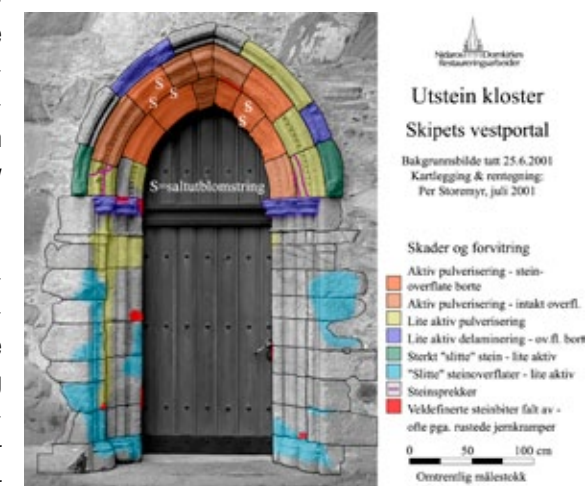 Nidaros Domkirkes
Restaureringsarbeider
Utstein kloster
Skipets vestportal
Bakgrunnsbilde tatt 25.6.2001
Kartlegging & rentegning:
Per Storemyr, juli 2001
S
S
S
S
S
S=saltutblomstring
Skader og forvitring
Aktiv pulverisering - stein-
overflate borte
Aktiv pulverisering - intakt overfl.
Lite aktiv pulverisering
Lite aktiv delaminering - ov.fl. bort
Sterkt "slitte" stein - lite aktiv
"Slitte" steinoverflater - lite aktiv
Steinsprekker
Veldefinerte steinbiter falt av -
ofte pga. rustede jernkramper
0 50 100 cm
Omtrentlig målestokk